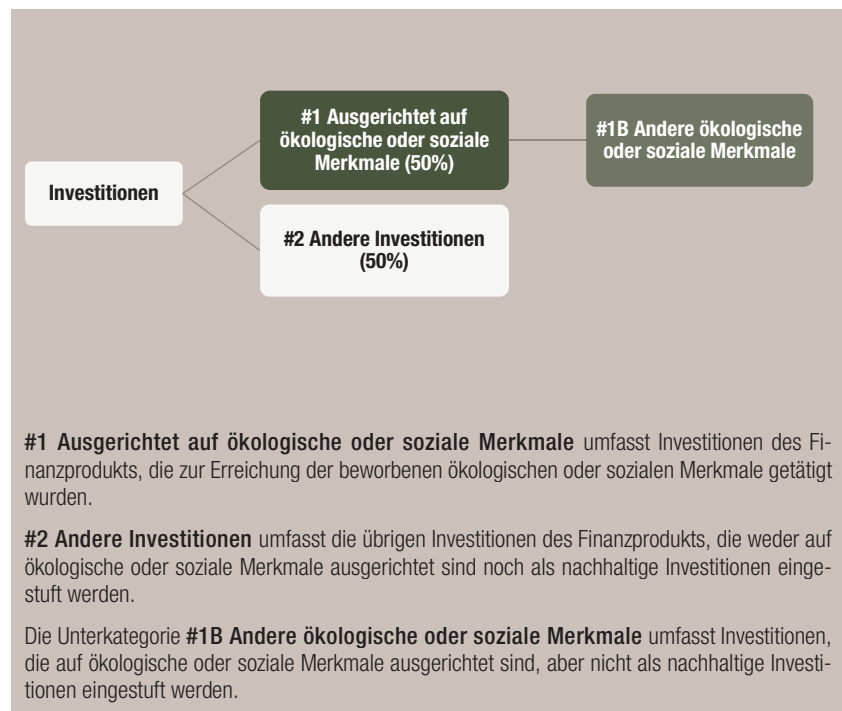 #1 Ausgerichtet auf
ökologische oder soziale
Merkmale (50%)
#1B Andere ökologische
oder soziale Merkmale
Investitionen
#2 Andere Investitionen
(50%)
#1 Ausgerichtet auf ökologische oder soziale Merkmale umfasst Investitionen des Fi-
nanzprodukts, die zur Erreichung der beworbenen ökologischen oder sozialen Merkmale getätigt
wurden.
#2 Andere Investitionen umfasst die übrigen Investitionen des Finanzprodukts, die weder auf
ökologische oder soziale Merkmale ausgerichtet sind noch als nachhaltige Investitionen einge-
stuft werden.
Die Unterkategorie #1B Andere ökologische oder soziale Merkmale umfasst Investitionen,
die auf ökologische oder soziale Merkmale ausgerichtet sind, aber nicht als nachhaltige Investi-
tionen eingestuft werden.